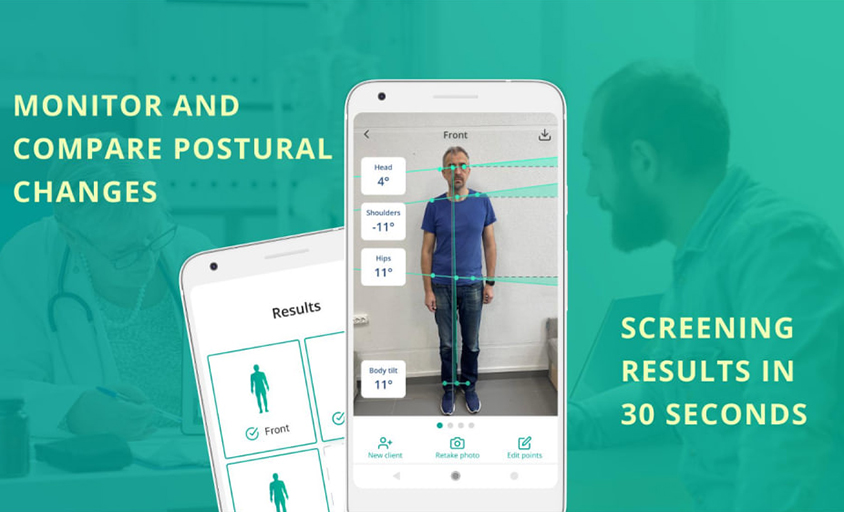 MONITOR AND
COMPARE POSTURAL
CHANGES
Results
Front
Front
Head
4°
Shoulders
-11°
Hips
11°
Body tilt
11°
New client
Retake photo
Edit points
SCREENING
RESULTS IN
30 SECONDS